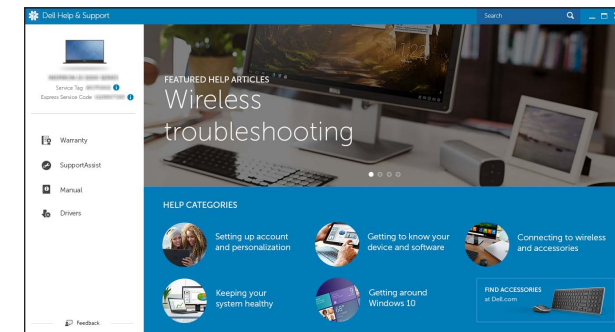 Dell Help & Support
Search
Service Tag
Express Service Code
Warranty
SupportAssist
Manual
Drivers
Feedback
FEATURED HELP ARTICLES
Wireless
troubleshooting
HELP CATEGORIES
Setting up account
and personalization
Getting to know your
device and software
Connecting to wireless
and accessories
Keeping your
system healthy
Getting around
Windows 10
FIND ACCESSORIES
at Dell.com